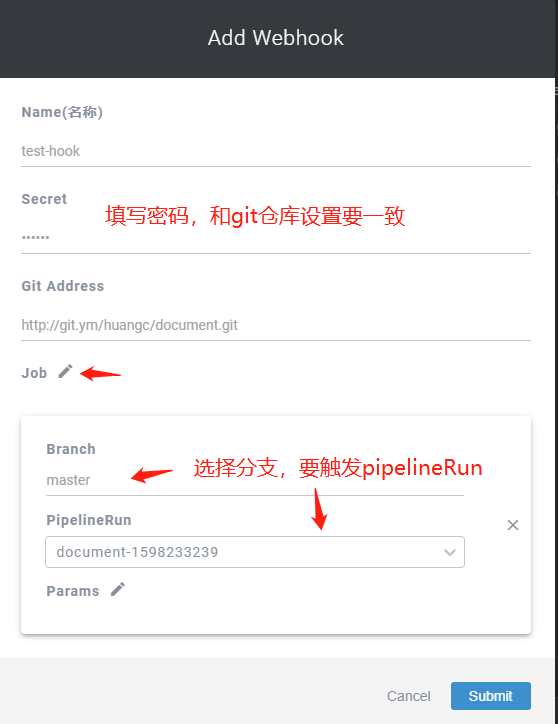 Add Webhook
Name(名称)
test-hook
Secret
填写密码，和git仓库设置要一致
••••••
Git Address
http://git.ym/huangc/document.git
Job
Branch
选择分支，要触发pipelineRun
master
PipelineRun
document-1598233239
Params
Cancel
Submit